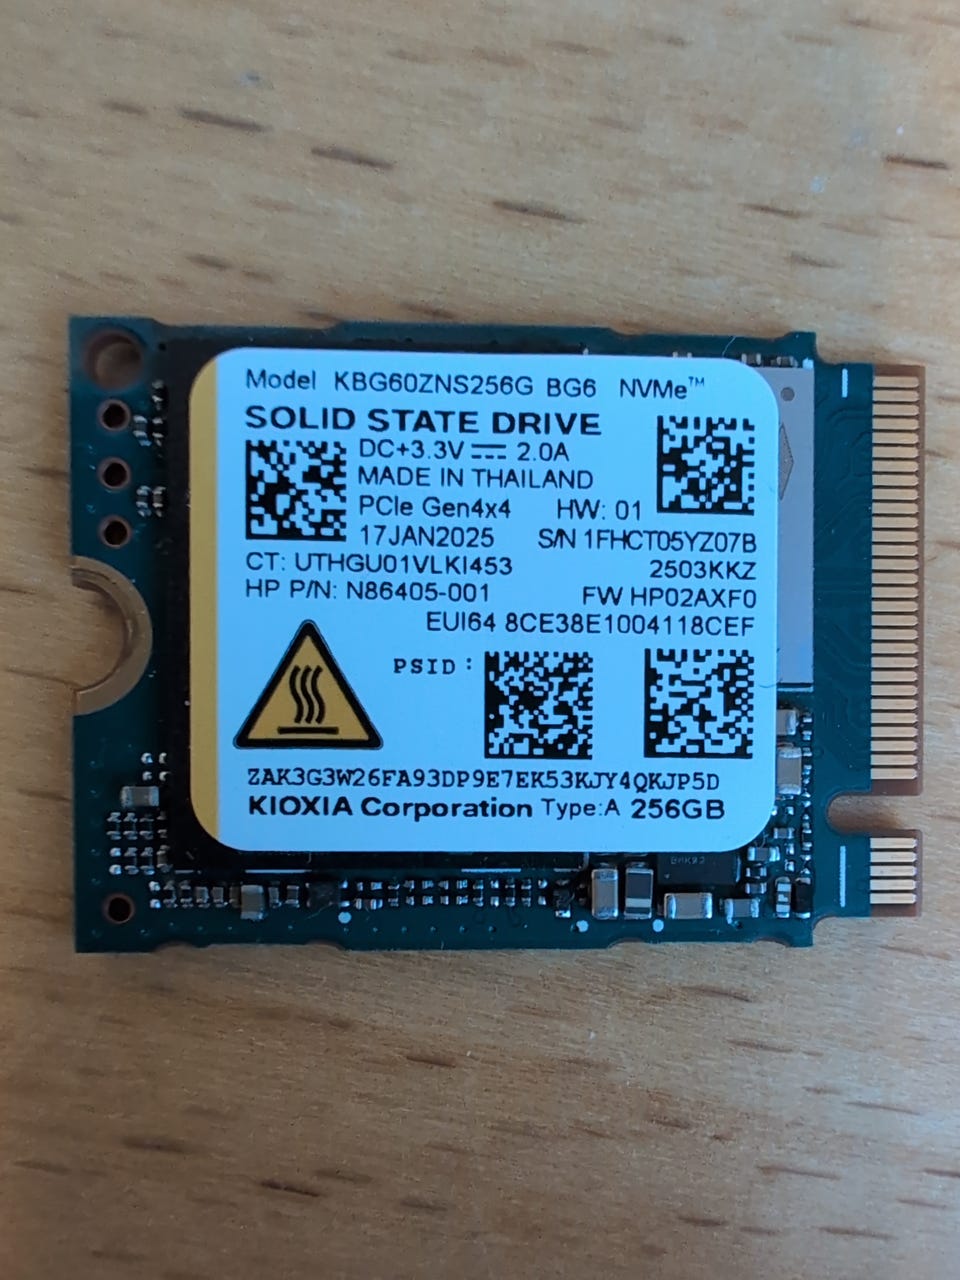 Model KBG60ZNS256G BG6 NVMe™
SOLID STATE DRIVE
DC+3.3V ⎓ 2.0A
MADE IN THAILAND
PCIe Gen4x4 HW: 01
17JAN2025 S/N 1FHCT05YZ07B
CT: UTHGU01VLKI453 2503KKZ
HP P/N: N86405-001 FW HP02AXF0
EUI64 8CE38E1004118CEF
PSID:
ZAK3G3W26FA93DP9E7EK53KJY4QKJP5D
KIOXIA Corporation Type:A 256GB